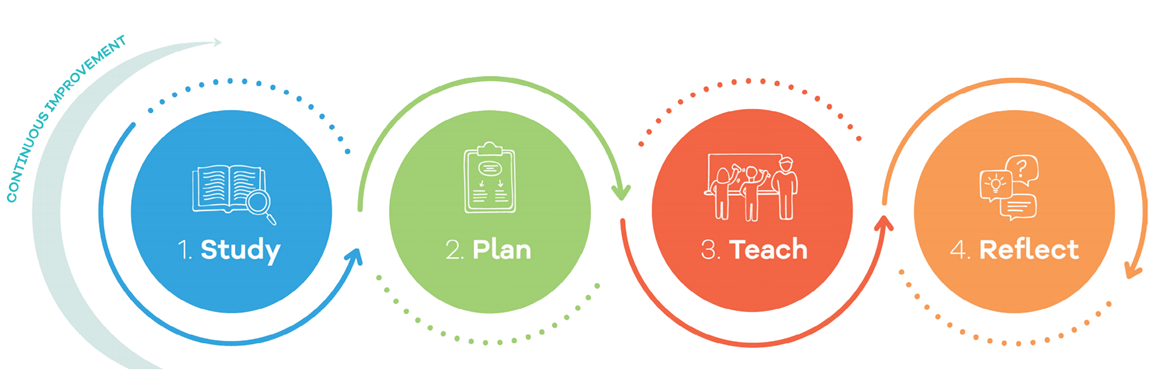 CONTINUOUS IMPROVEMENT
1. Study
2. Plan
3. Teach
4. Reflect
?